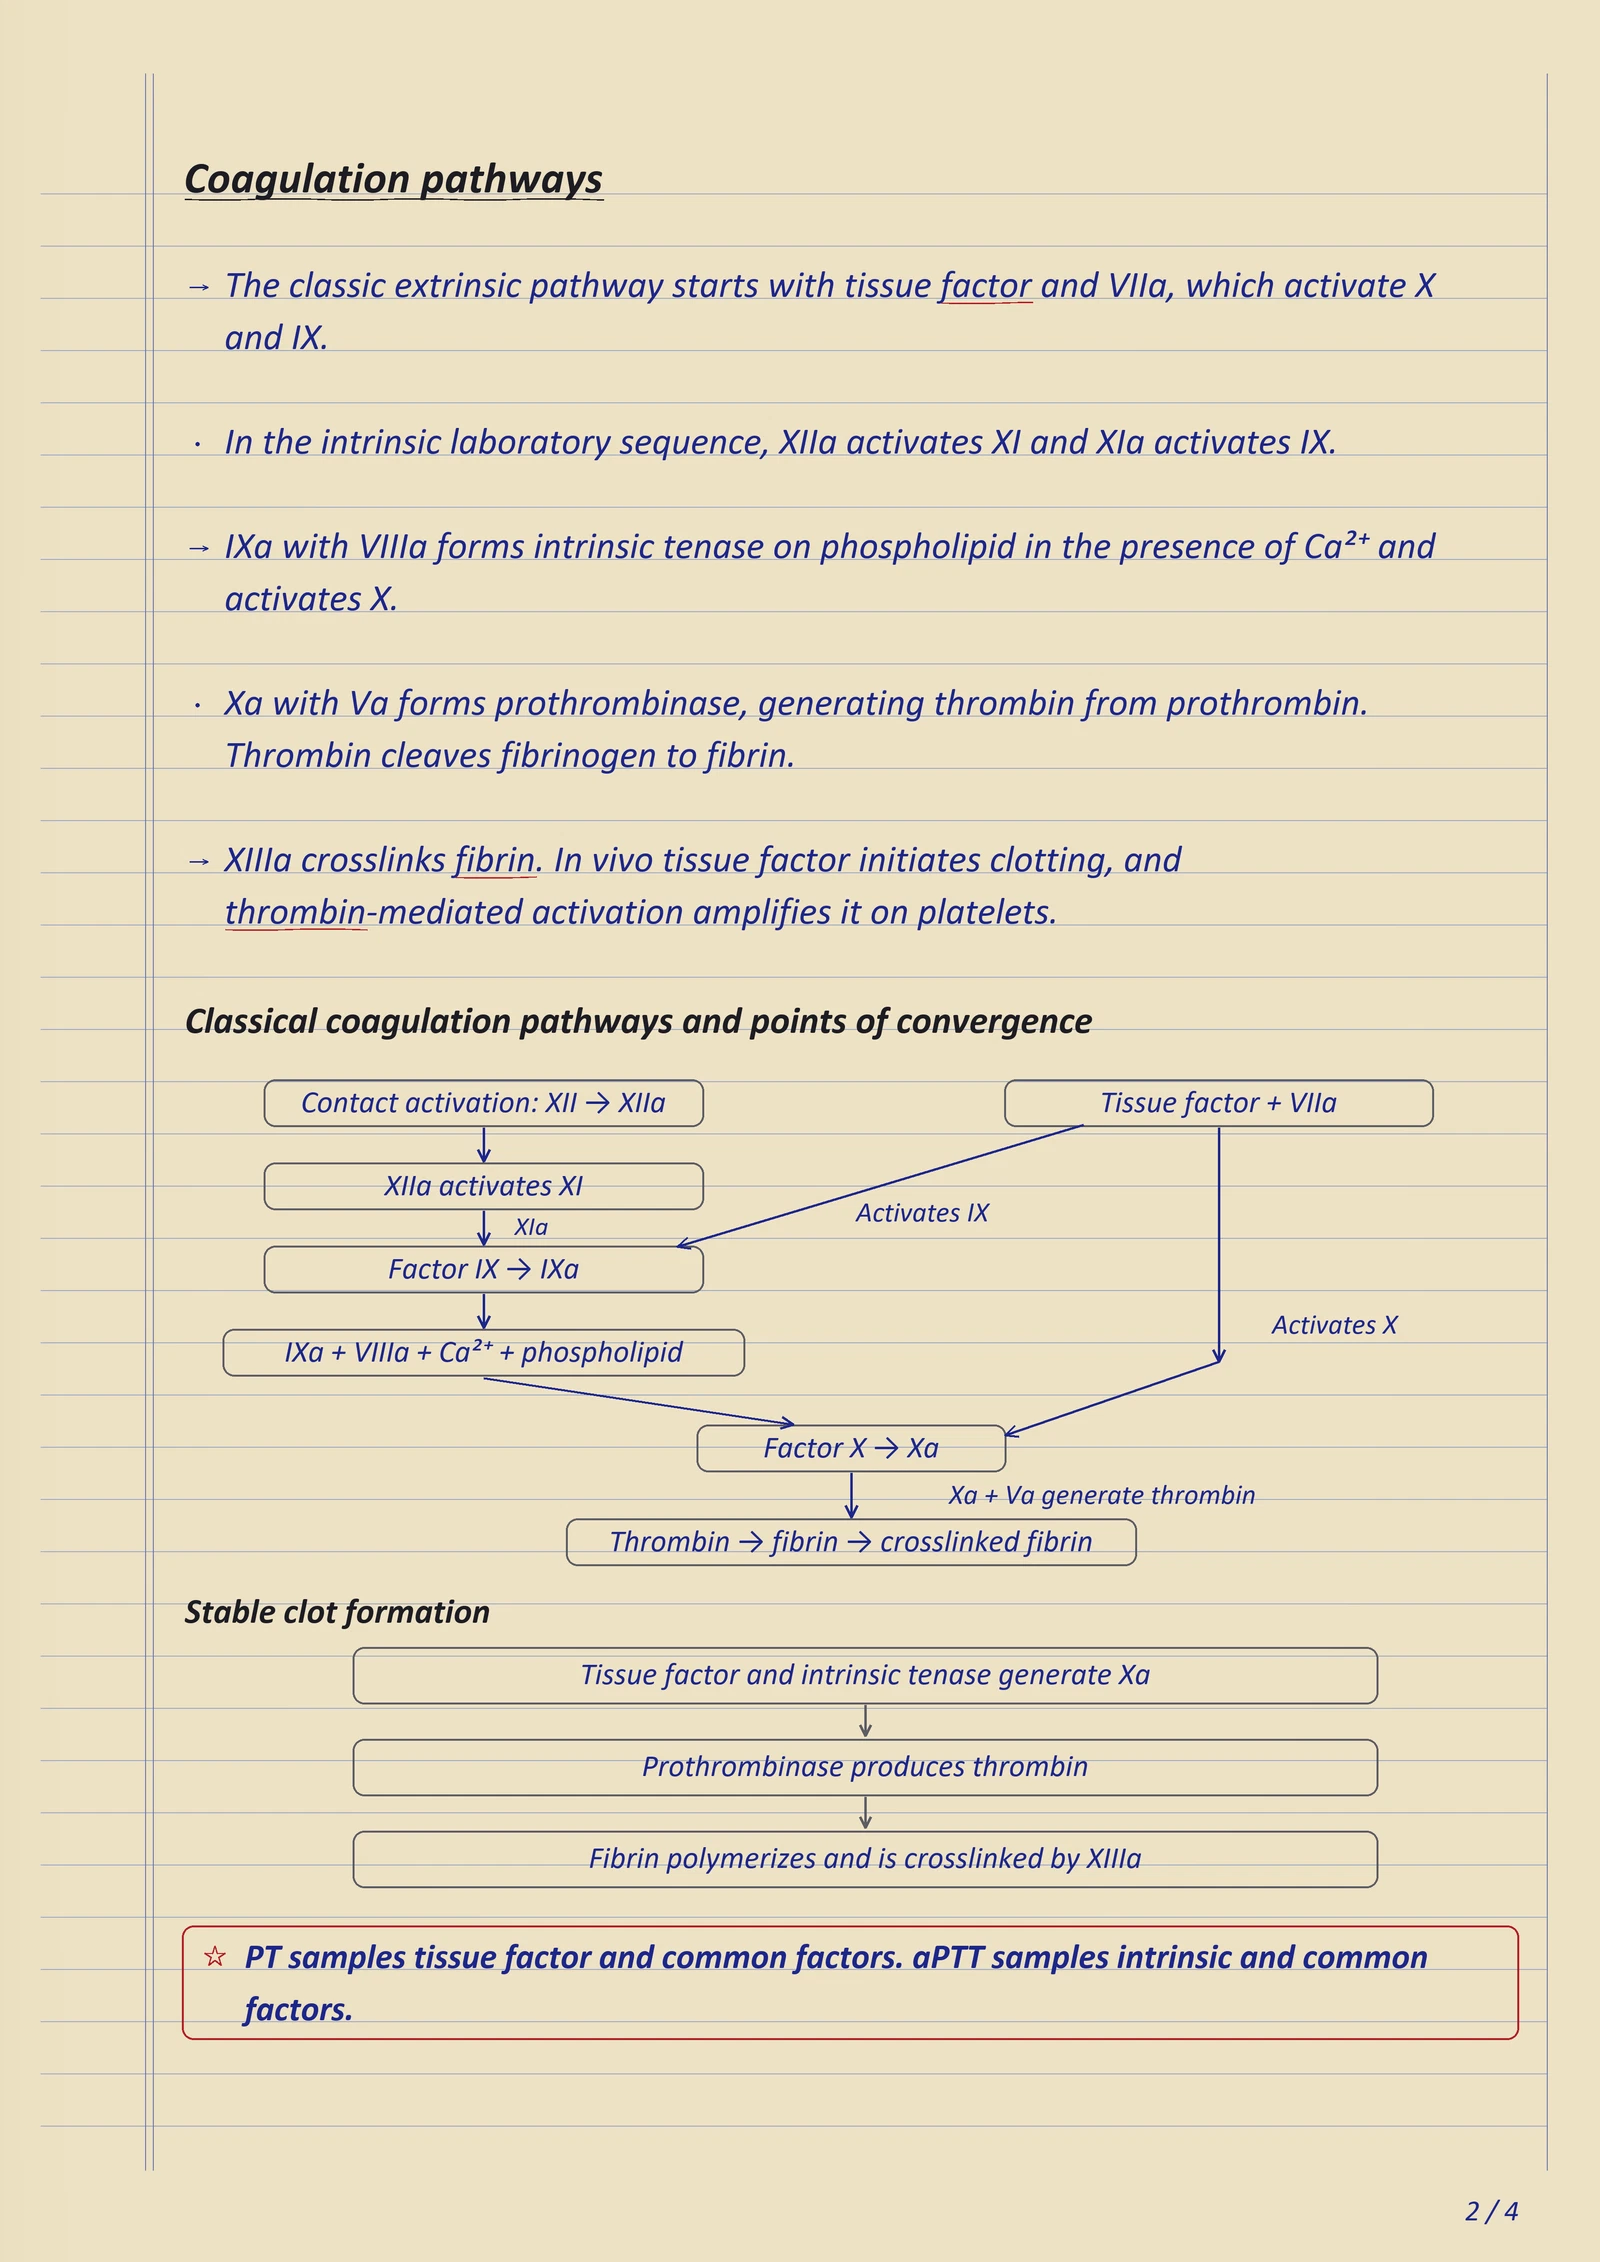 Coagulation pathways
→ The classic extrinsic pathway starts with tissue factor and VIIa, which activate X
and IX.
· In the intrinsic laboratory sequence, XIIa activates XI and XIa activates IX.
→ IXa with VIIIa forms intrinsic tenase on phospholipid in the presence of Ca²⁺ and
activates X.
· Xa with Va forms prothrombinase, generating thrombin from prothrombin.
Thrombin cleaves fibrinogen to fibrin.
→ XIIIa crosslinks fibrin. In vivo tissue factor initiates clotting, and
thrombin-mediated activation amplifies it on platelets.
Classical coagulation pathways and points of convergence
Contact activation: XII → XIIa
Tissue factor + VIIa
XIIa activates XI
Activates IX
XIa
Factor IX → IXa
Activates X
IXa + VIIIa + Ca²⁺ + phospholipid
Factor X → Xa
Xa + Va generate thrombin
Thrombin → fibrin → crosslinked fibrin
Stable clot formation
Tissue factor and intrinsic tenase generate Xa
Prothrombinase produces thrombin
Fibrin polymerizes and is crosslinked by XIIIa
☆ PT samples tissue factor and common factors. aPTT samples intrinsic and common
factors.
2 / 4